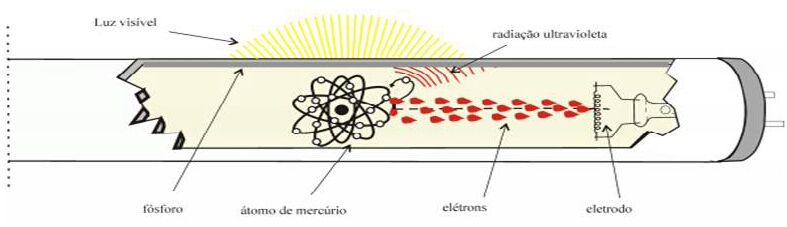 Luz visível
radiação ultravioleta
fósforo
átomo de mercúrio
elétrons
eletrodo